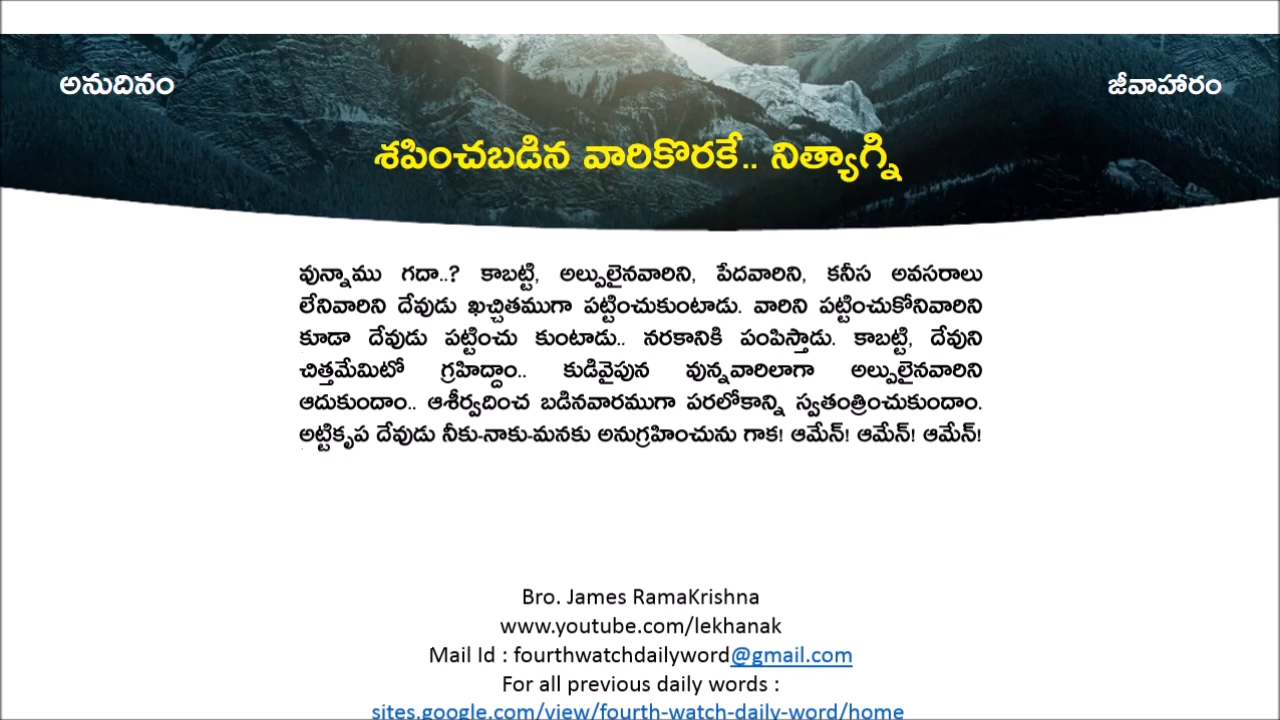 అనుదినం
జీవాహారం
శపించబడిన వారికొరకే.. నిత్యాగ్ని
వున్నాము గదా..? కాబట్టి, అల్పులైనవారిని, పేదవారిని, కనీస అవసరాలు
లేనివారిని దేవుడు ఖచ్చితముగా పట్టించుకుంటాడు. వారిని పట్టించుకోనివారిని
కూడా దేవుడు పట్టించు కుంటాడు.. నరకానికి పంపిస్తాడు. కాబట్టి, దేవుని
చిత్తమేమిటో గ్రహిద్దాం.. కుడివైపున వున్నవారిలాగా అల్పులైనవారిని
ఆదుకుందాం.. ఆశీర్వదించ బడినవారముగా పరలోకాన్ని స్వతంత్రించుకుందాం.
అట్టికృప దేవుడు నీకు-నాకు-మనకు అనుగ్రహించును గాక! ఆమేన్! ఆమేన్! ఆమేన్!
Bro. James RamaKrishna
www.youtube.com/lekhanak
Mail Id : fourthwatchdailyword@gmail.com
For all previous daily words :
sites.google.com/view/fourth-watch-daily-word/home